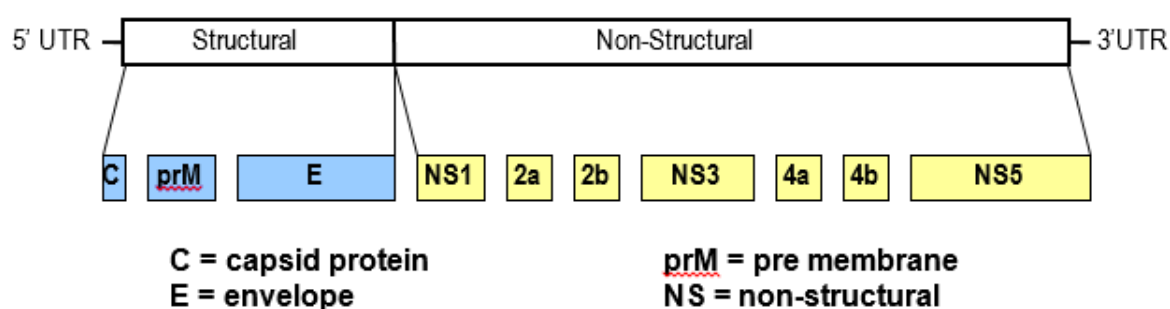 5' UTR Structural Non-Structural 3'UTR
C prM E NS1 2a 2b NS3 4a 4b NS5
C = capsid protein prM = pre membrane
E = envelope NS = non-structural